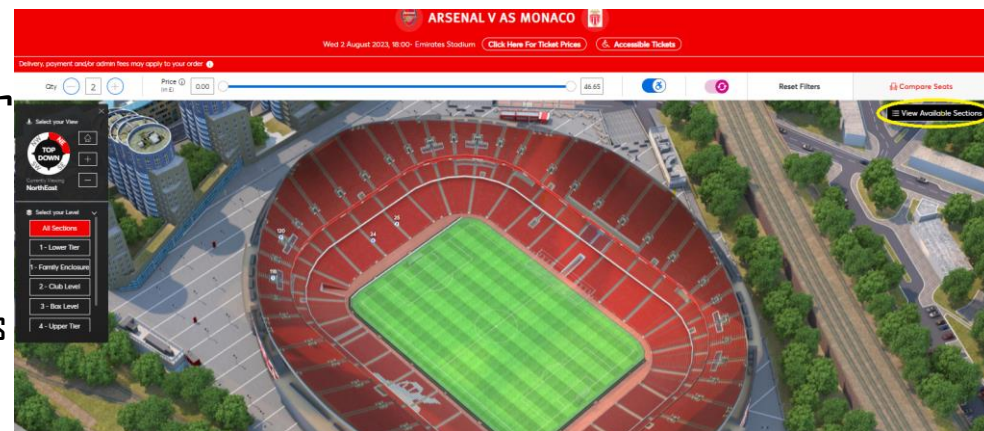 ARSENAL V AS MONACO
Wed 2 August 2023, 18:00- Emirates Stadium Click Here For Ticket Prices Accessible Tickets
Delivery, payment and/or admin fees may apply to your order
Qty 2 Price (in £) 0.00 46.65 Reset Filters Compare Seats
View Available Sections
Select your View
NW NE
TOP
DOWN
Currently Viewing
NorthEast
Select your Level
All Sections
1 - Lower Tier
1 - Family Enclosure
2 - Club Level
3 - Box Level
4 - Upper Tier